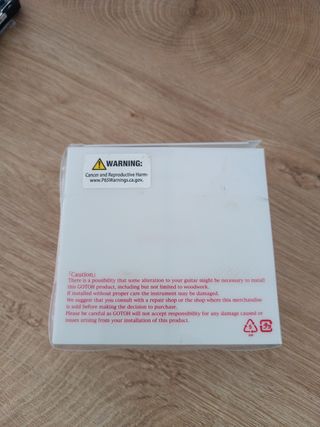 WARNING:
Cancer and Reproductive Harm-
www.P65Warnings.ca.gov.
「Caution」
There is a possibility that some alteration to your guitar might be necessary to install
this GOTOH product, including but not limited to woodwork.
If installed without proper care the instrument may be damaged.
We suggest that you consult with a repair shop or the shop where this merchandise
is sold before making the decision to purchase.
Please be careful as GOTOH will not accept responsibility for any damage caused or
issues arising from your installation of this product.